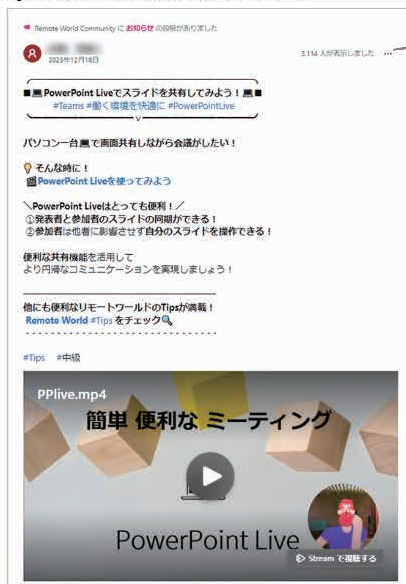 Remote World Community に お知らせ の投稿がありました
A
2025年12月18日
3,114 人が表示しました
■💻PowerPoint Liveでスライドを共有してみよう！💻■
#Teams #働く環境を快適に #PowerPointLive
パソコン一台💻で画面共有しながら会議がしたい！
💡そんな時に！
🎬PowerPoint Liveを使ってみよう
＼PowerPoint Liveはとっても便利！／
①発表者と参加者のスライドの同期ができる！
②参加者は他者に影響させず自分のスライドを操作できる！
便利な共有機能を活用して
より円滑なコミュニケーションを実現しましょう！
他にも便利なリモートワールドのTipsが満載！
Remote World #Tips をチェック🔍
#Tips #中級
PPlive.mp4
簡単 便利な ミーティング
PowerPoint Live
Stream で視聴する